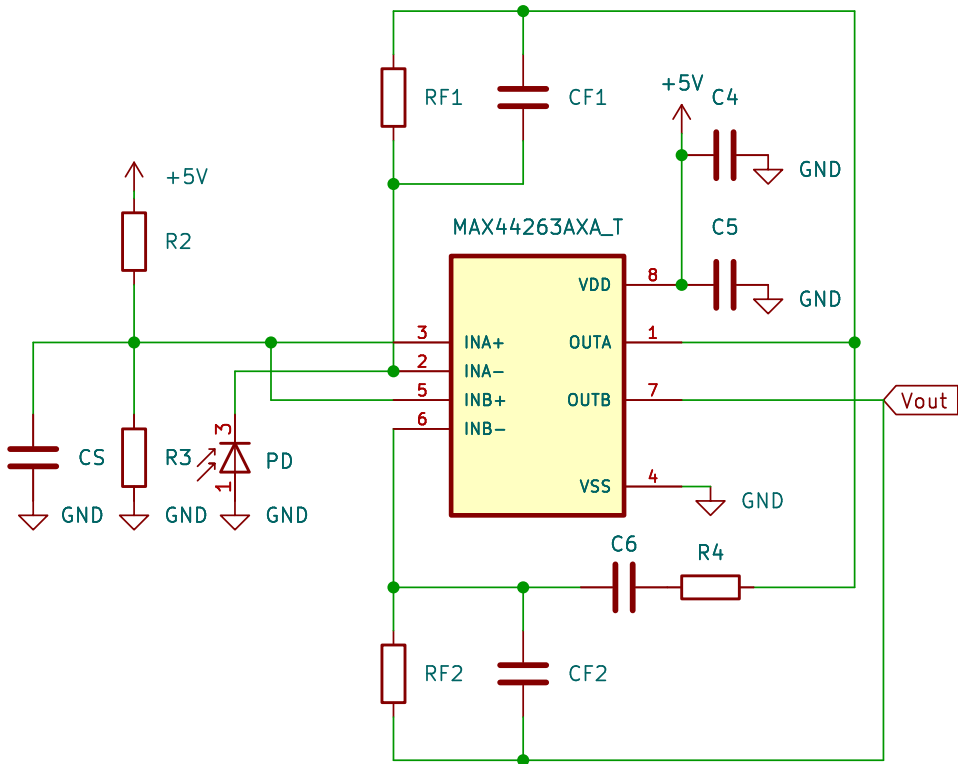 RF1
CF1
+5V
C4
GND
+5V
R2
MAX44263AXA_T
C5
GND
VDD
8
3
INA+
OUTA
1
2
INA-
5
INB+
OUTB
7
Vout
6
INB-
3
CS
R3
PD
1
VSS
4
GND
GND
GND
GND
C6
R4
RF2
CF2